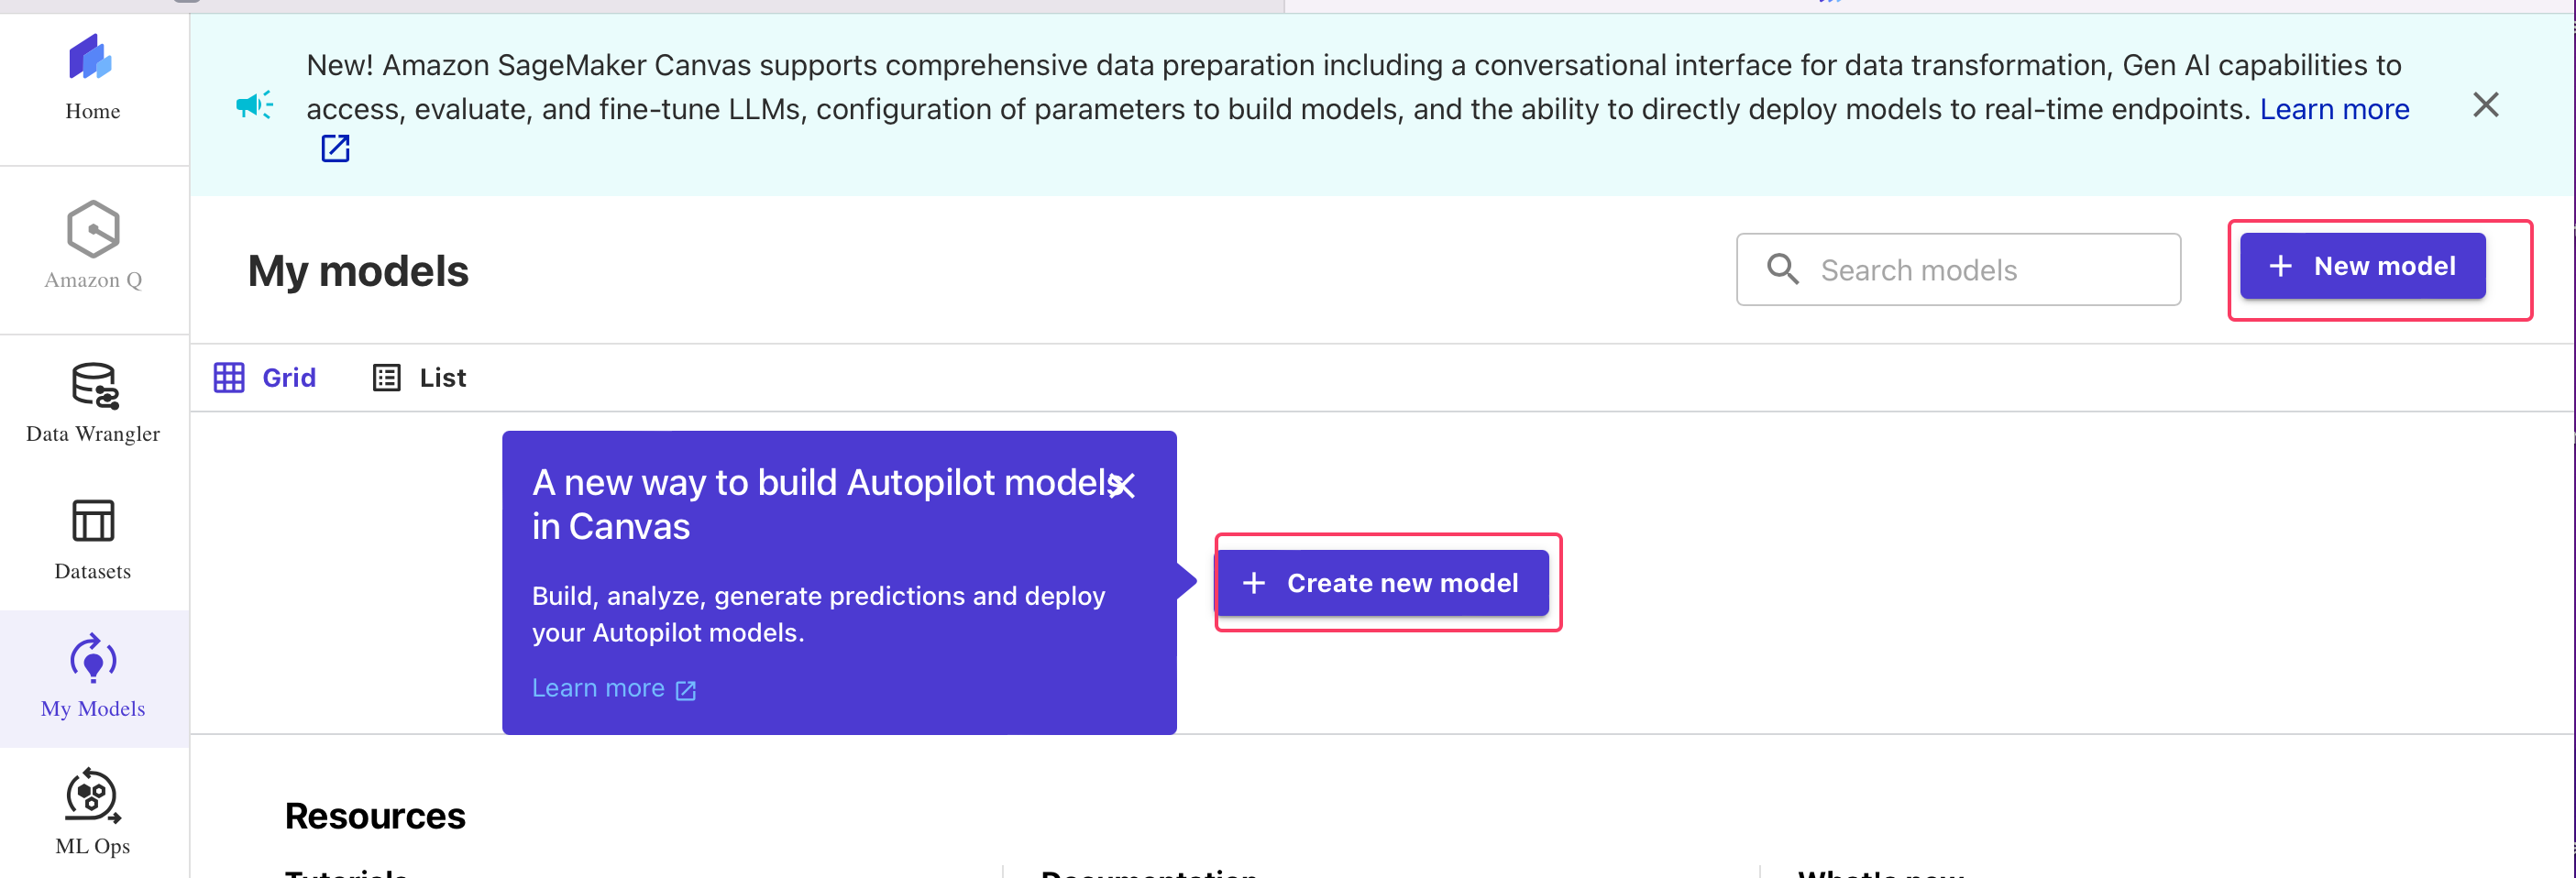 New! Amazon SageMaker Canvas supports comprehensive data preparation including a conversational interface for data transformation, Gen AI capabilities to
access, evaluate, and fine-tune LLMs, configuration of parameters to build models, and the ability to directly deploy models to real-time endpoints. Learn more
Home
Amazon Q
Data Wrangler
Datasets
My Models
ML Ops
My models
Search models
+ New model
Grid
List
A new way to build Autopilot models
in Canvas
Build, analyze, generate predictions and deploy
your Autopilot models.
Learn more
+ Create new model
Resources
Tutorials
Documentation
What's new